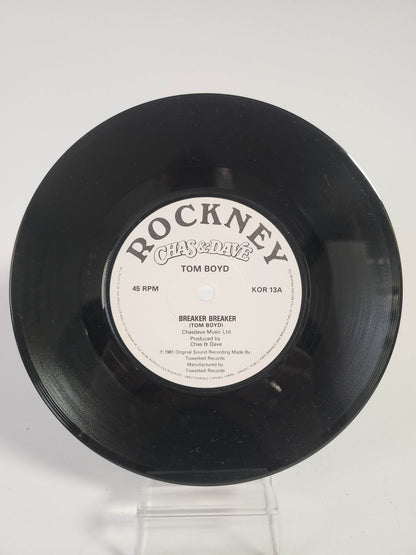 ROCKNEY
CHAS & DAVE
TOM BOYD
45 RPM
KOR 13A
BREAKER BREAKER
(TOM BOYD)
Chasdave Music Ltd.
Produced by
Chas & Dave
℗ 1981 Original Sound Recording Made By
Towerbell Records
Manufactured by
Towerbell Records